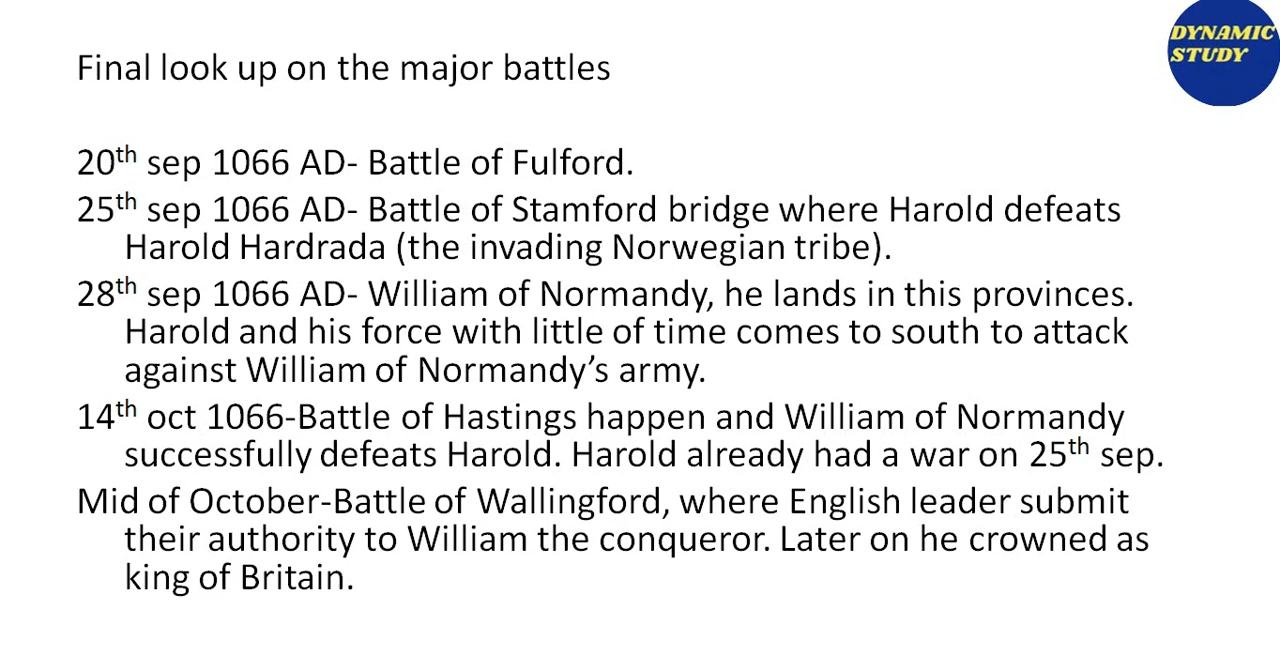 DYNAMIC
STUDY
Final look up on the major battles
20th sep 1066 AD- Battle of Fulford.
25th sep 1066 AD- Battle of Stamford bridge where Harold defeats
Harold Hardrada (the invading Norwegian tribe).
28th sep 1066 AD- William of Normandy, he lands in this provinces.
Harold and his force with little of time comes to south to attack
against William of Normandy’s army.
14th oct 1066-Battle of Hastings happen and William of Normandy
successfully defeats Harold. Harold already had a war on 25th sep.
Mid of October-Battle of Wallingford, where English leader submit
their authority to William the conqueror. Later on he crowned as
king of Britain.